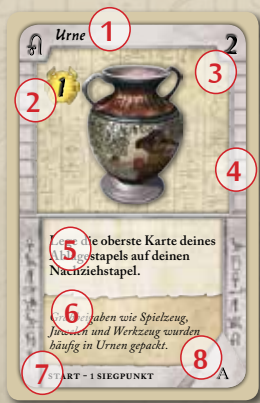 Urne
1
2
3
2
1
4
5
Lege die oberste Karte deines
Ablagestapels auf deinen
Nachziehstapel.
6
Grabbeigaben wie Spielzeug,
Juwelen und Werkzeug wurden
häufig in Urnen gepackt.
7
8
START – 1 SIEGPUNKT
A